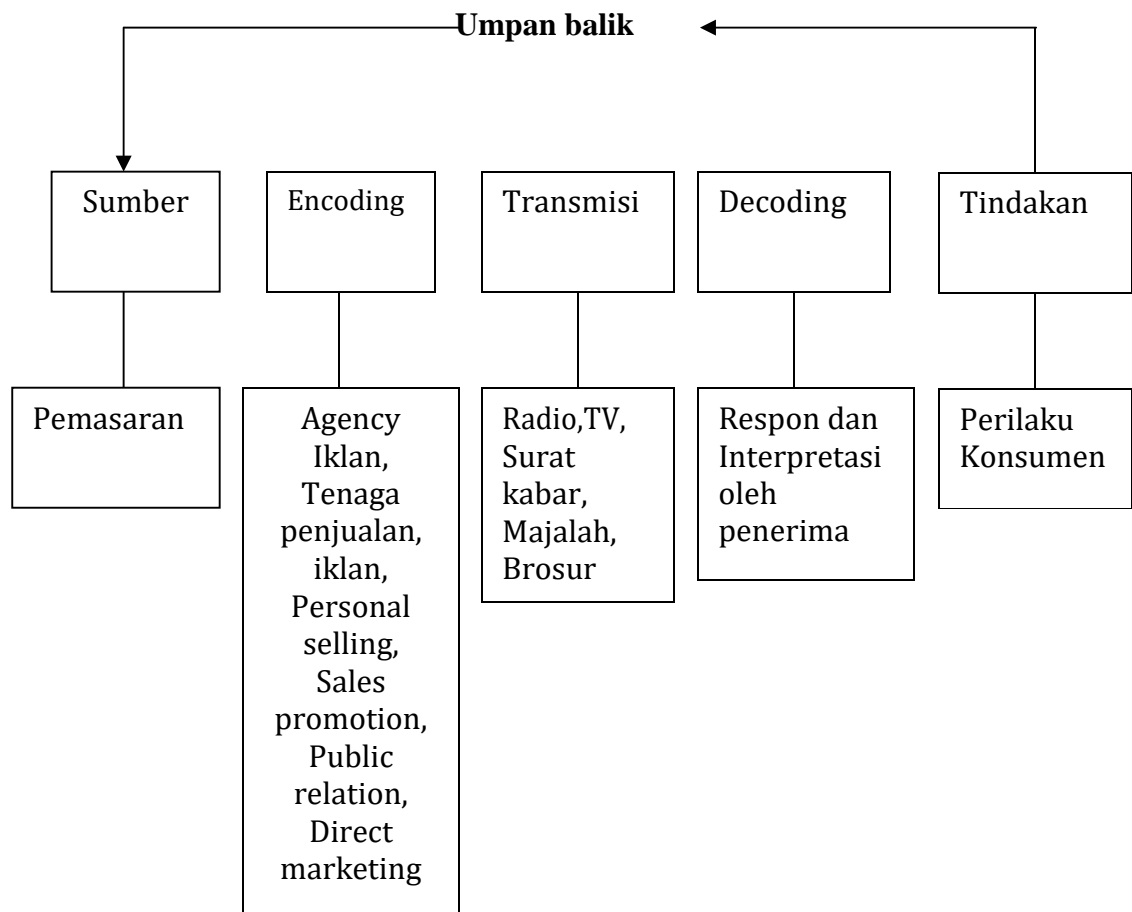 Umpan balik
Sumber
Encoding
Transmisi
Decoding
Tindakan
Pemasaran
Agency
Iklan,
Tenaga
penjualan,
iklan,
Personal
selling,
Sales
promotion,
Public
relation,
Direct
marketing
Radio,TV,
Surat
kabar,
Majalah,
Brosur
Respon dan
Interpretasi
oleh
penerima
Perilaku
Konsumen